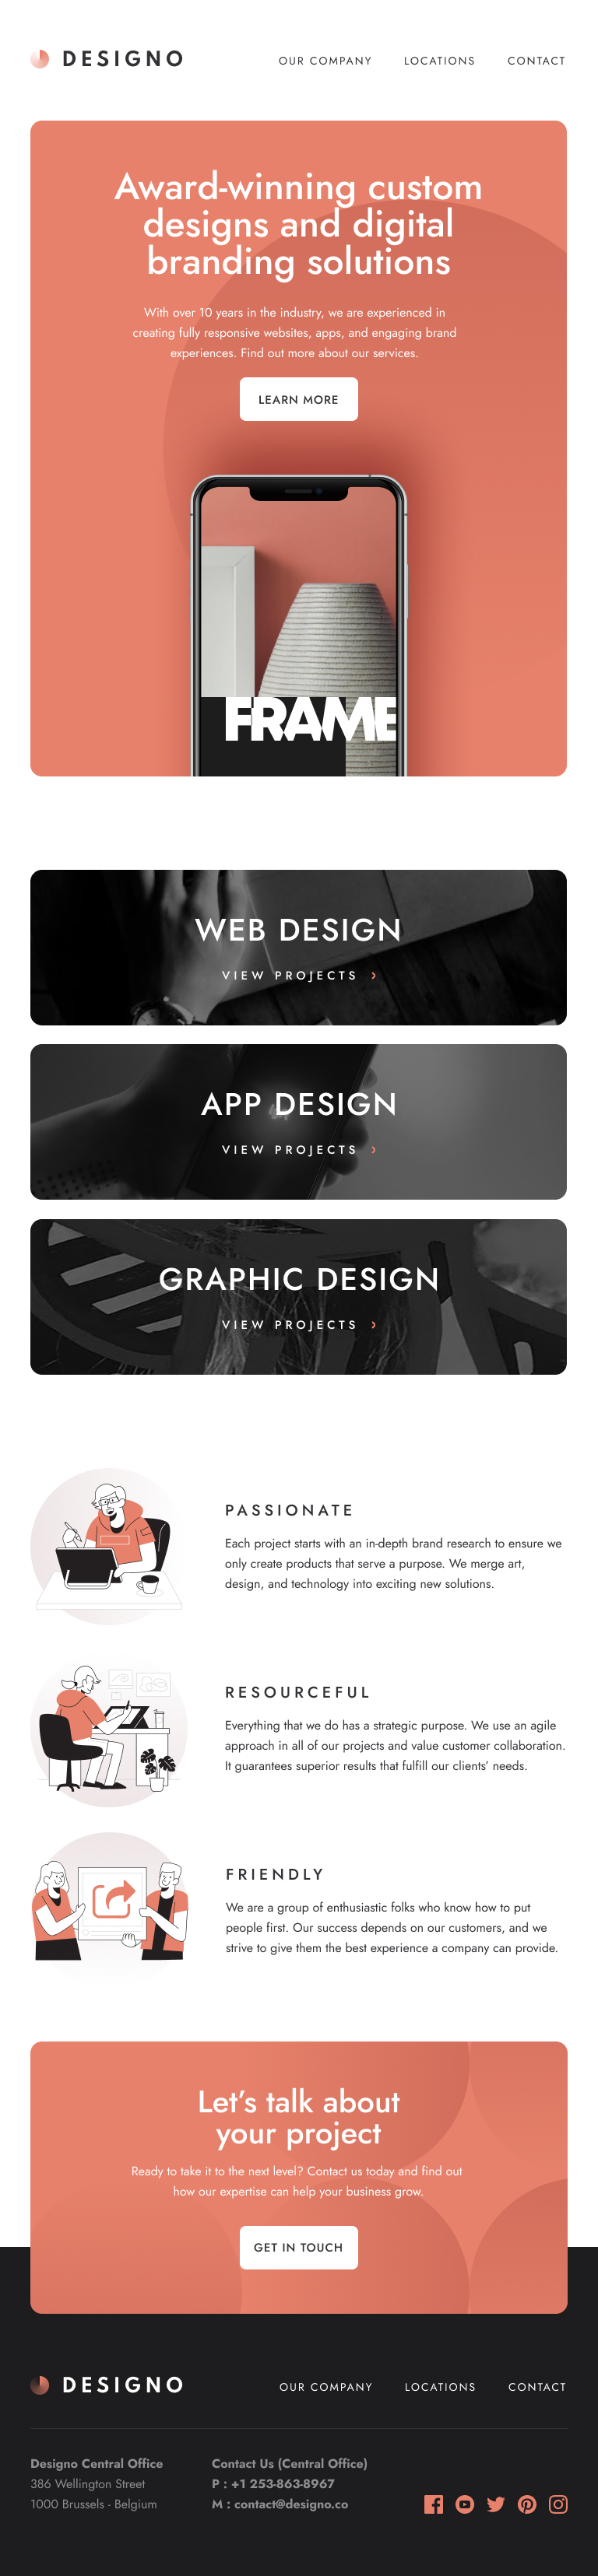 DESIGNO
OUR COMPANY LOCATIONS CONTACT
Award-winning custom
designs and digital
branding solutions
With over 10 years in the industry, we are experienced in
creating fully responsive websites, apps, and engaging brand
experiences. Find out more about our services.
LEARN MORE
FRAME
WEB DESIGN
VIEW PROJECTS
APP DESIGN
VIEW PROJECTS
GRAPHIC DESIGN
VIEW PROJECTS
PASSIONATE
Each project starts with an in-depth brand research to ensure we
only create products that serve a purpose. We merge art,
design, and technology into exciting new solutions.
RESOURCEFUL
Everything that we do has a strategic purpose. We use an agile
approach in all of our projects and value customer collaboration.
It guarantees superior results that fulfill our clients’ needs.
FRIENDLY
We are a group of enthusiastic folks who know how to put
people first. Our success depends on our customers, and we
strive to give them the best experience a company can provide.
Let’s talk about
your project
Ready to take it to the next level? Contact us today and find out
how our expertise can help your business grow.
GET IN TOUCH
DESIGNO
OUR COMPANY LOCATIONS CONTACT
Designo Central Office
386 Wellington Street
1000 Brussels - Belgium
Contact Us (Central Office)
P : +1 253-863-8967
M : contact@designo.co